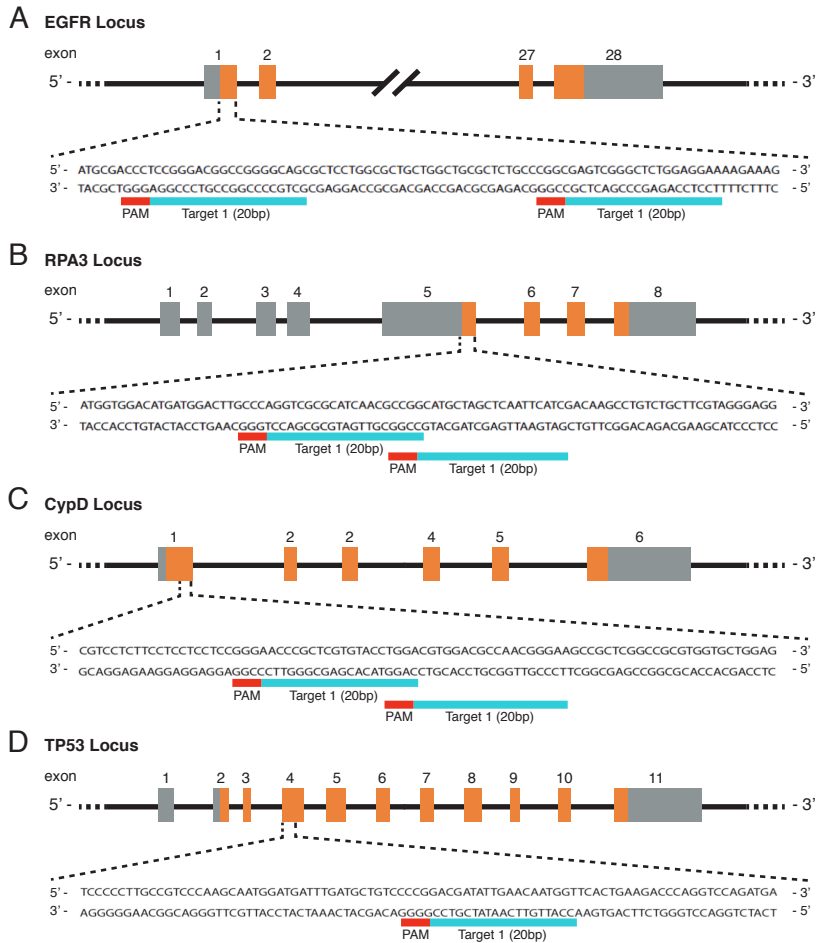 A EGFR Locus
exon 1 2 27 28
5’ - - 3’
5’ - ATGCGACCCTCCGGGACGGCCGGGGCAGCGCTCCTGGCGCTGCTGGCTGCGCTCTGCCCGGCGAGTCGGGCTCTGGAGGAAAAGAAAG - 3’
3’ - TACGCTGGGAGGCCCTGCCGGCCCCGTCGCGAGGACCGCGACGACCGACGCGAGACGGGCCGCTCAGCCCGAGACCTCCTTTTCTTTC - 5’
PAM Target 1 (20bp) PAM Target 1 (20bp)
B RPA3 Locus
exon 1 2 3 4 5 6 7 8
5’ - - 3’
5’ - ATGGTGGACATGATGGACTTGCCCAGGTCGCGCATCAACGCCGGCATGCTAGCTCAATTCATCGACAAGCCTGTCTGCTTCGTAGGGAGG - 3’
3’ - TACCACCTGTACTACCTGAACGGGTCCAGCGCGTAGTTGCGGCCGTACGATCGAGTTAAGTAGCTGTTCGGACAGACGAAGCATCCCTCC - 5’
PAM Target 1 (20bp)
PAM Target 1 (20bp)
C CypD Locus
exon 1 2 2 4 5 6
5’ - - 3’
5’ - CGTCCTCTTCCTCCTCCTCCGGGAACCCGCTCGTGTACCTGGACGTGGACGCCAACGGGAAGCCGCTCGGCCGCGTGGTGCTGGAG - 3’
3’ - GCAGGAGAAGGAGGAGGAGGCCCTTGGGCGAGCACATGGACCTGCACCTGCGGTTGCCCTTCGGCGAGCCGGCGCACCACGACCTC - 5’
PAM Target 1 (20bp)
PAM Target 1 (20bp)
D TP53 Locus
exon 1 2 3 4 5 6 7 8 9 10 11
5’ - - 3’
5’ - TCCCCCTTGCCGTCCCAAGCAATGGATGATTTGATGCTGTCCCCGGACGATATTGAACAATGGTTCACTGAAGACCCAGGTCCAGATGA - 3’
3’ - AGGGGGAACGGCAGGGTTCGTTACCTACTAAACTACGACAGGGGCCTGCTATAACTTGTTACCAAGTGACTTCTGGGTCCAGGTCTACT - 5’
PAM Target 1 (20bp)